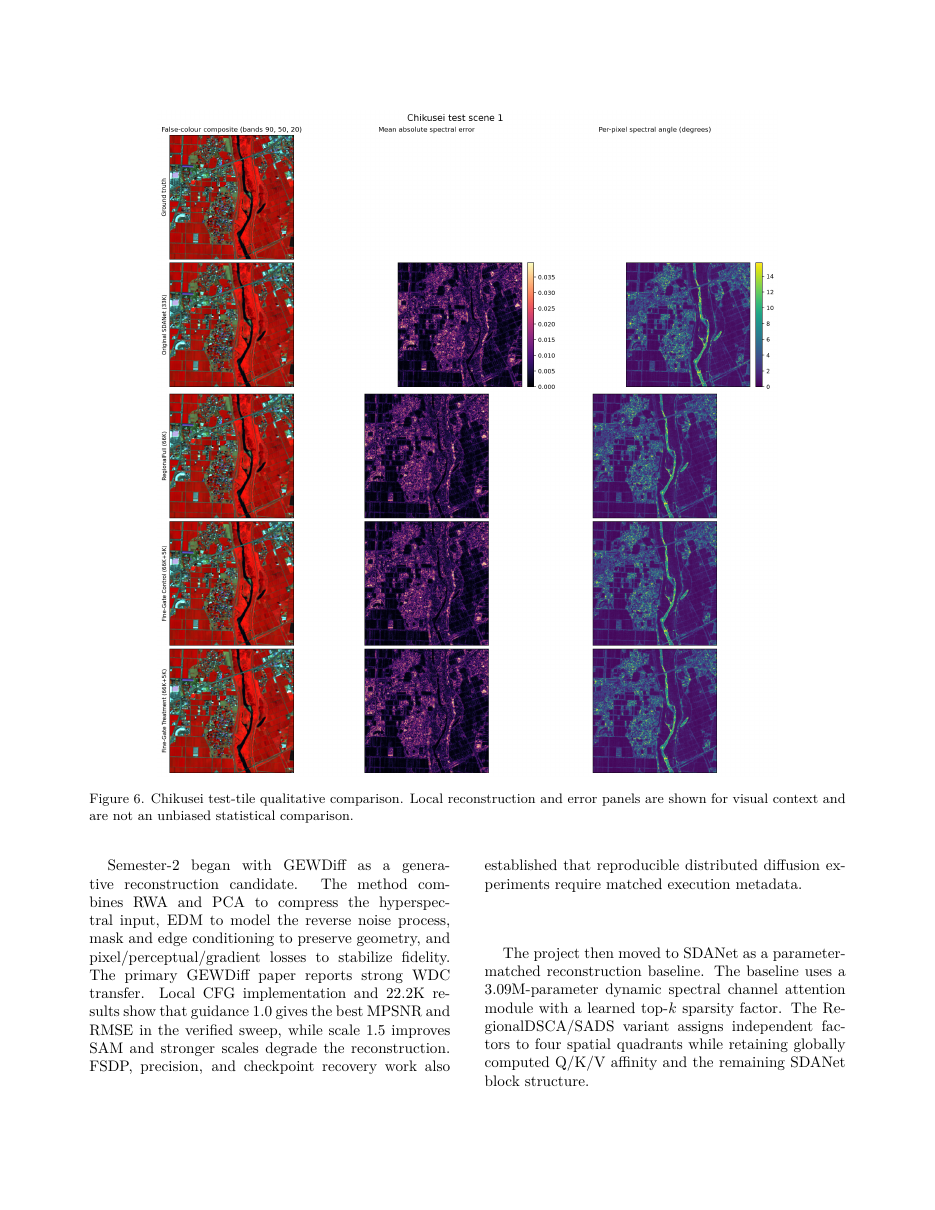 Chikusei test scene 1
False-colour composite (bands 90, 50, 20)
Mean absolute spectral error
Per-pixel spectral angle (degrees)
Ground truth
Original SDANet (33K)
0.035
0.030
0.025
0.020
0.015
0.010
0.005
0.000
14
12
10
8
6
4
2
0
RegionalFull (66K)
Fine-Gate Control (66K+5K)
Fine-Gate Treatment (66K+5K)
Figure 6. Chikusei test-tile qualitative comparison. Local reconstruction and error panels are shown for visual context and
are not an unbiased statistical comparison.
Semester-2 began with GEWDiff as a genera-
tive reconstruction candidate. The method com-
bines RWA and PCA to compress the hyperspec-
tral input, EDM to model the reverse noise process,
mask and edge conditioning to preserve geometry, and
pixel/perceptual/gradient losses to stabilize fidelity.
The primary GEWDiff paper reports strong WDC
transfer. Local CFG implementation and 22.2K re-
sults show that guidance 1.0 gives the best MPSNR and
RMSE in the verified sweep, while scale 1.5 improves
SAM and stronger scales degrade the reconstruction.
FSDP, precision, and checkpoint recovery work also
established that reproducible distributed diffusion ex-
periments require matched execution metadata.
The project then moved to SDANet as a parameter-
matched reconstruction baseline. The baseline uses a
3.09M-parameter dynamic spectral channel attention
module with a learned top-k sparsity factor. The Re-
gionalDSCA/SADS variant assigns independent fac-
tors to four spatial quadrants while retaining globally
computed Q/K/V affinity and the remaining SDANet
block structure.